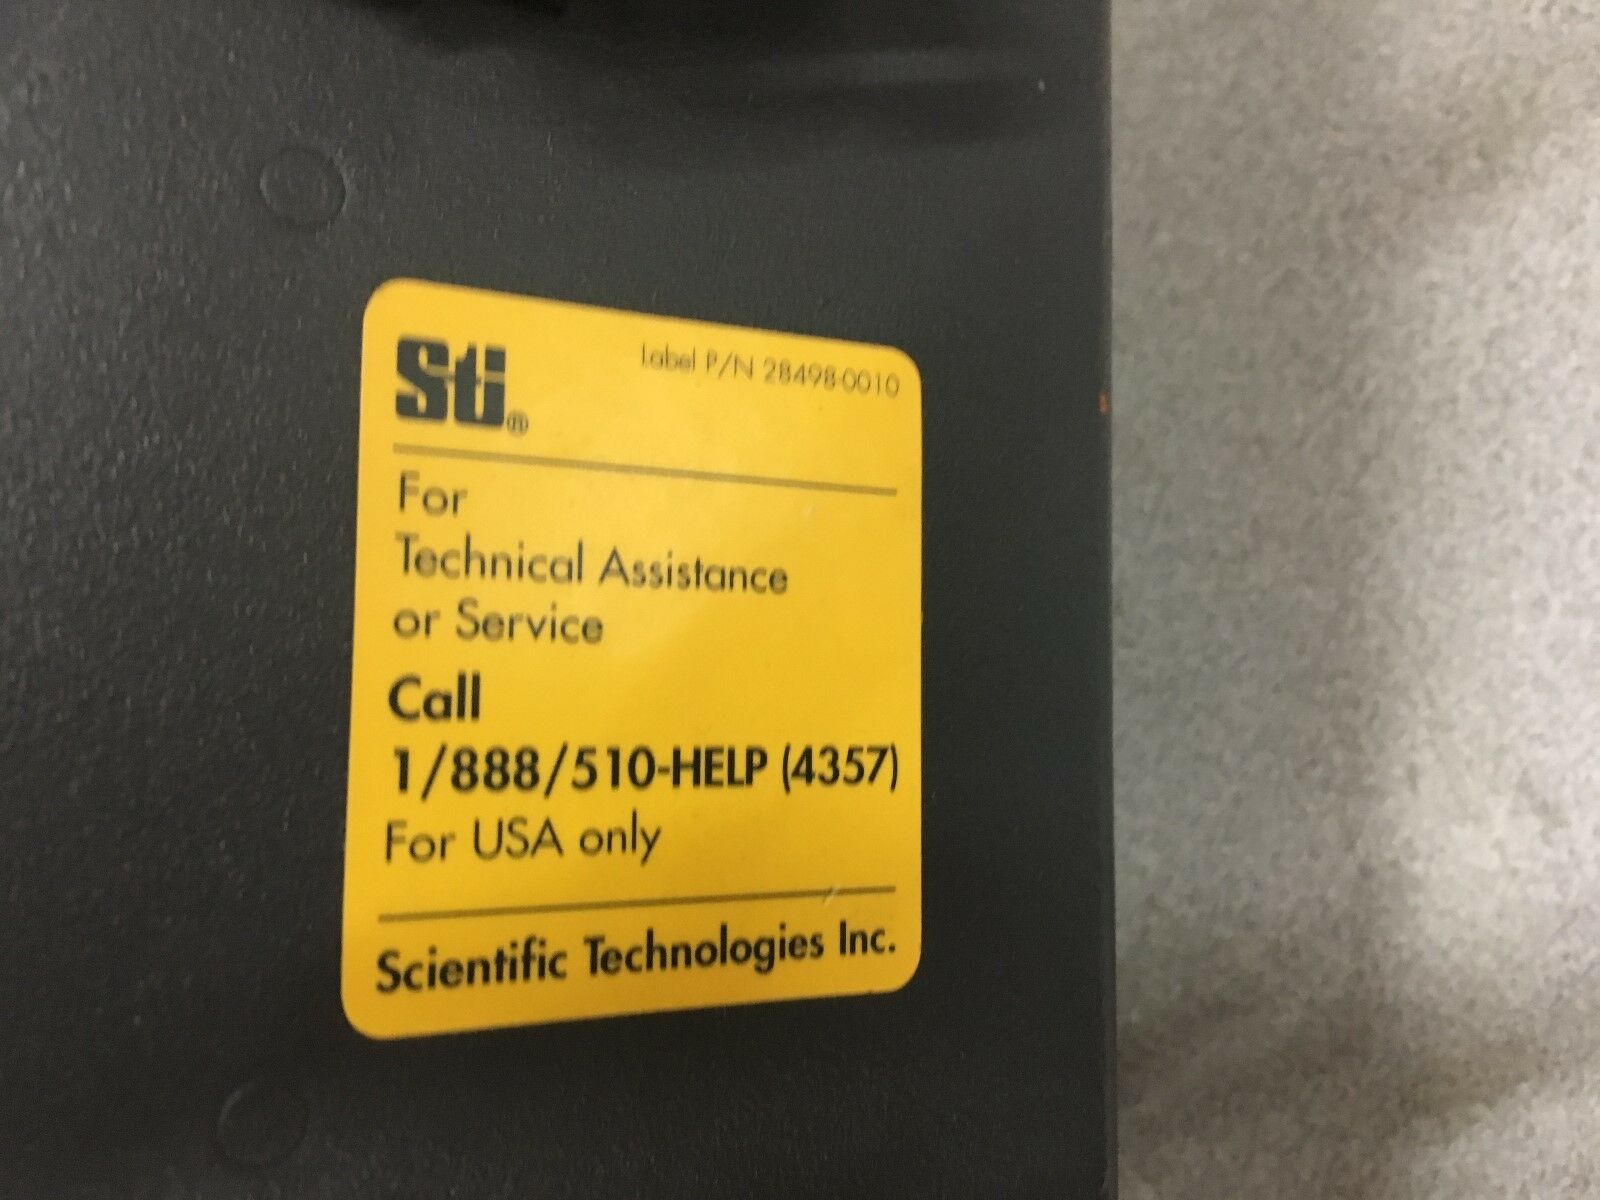 Sti®
Label P/N 28498-0010
For
Technical Assistance
or Service
Call
1/888/510-HELP (4357)
For USA only
Scientific Technologies Inc.